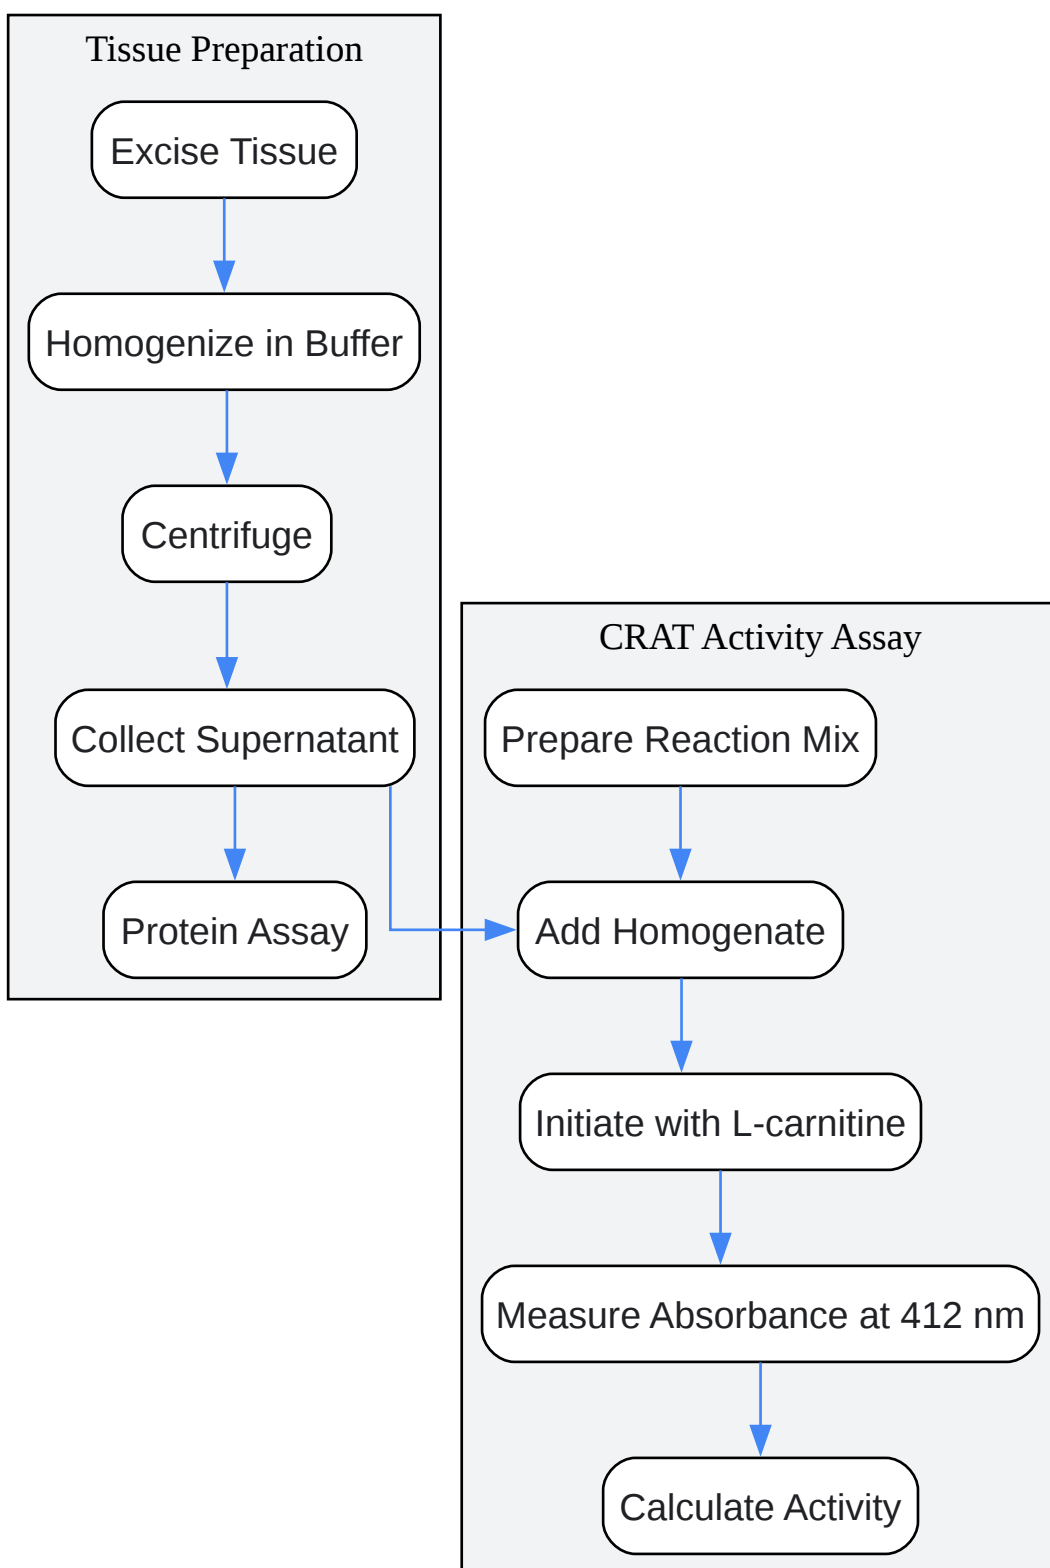 Tissue Preparation
Excise Tissue
Homogenize in Buffer
Centrifuge
Collect Supernatant
Protein Assay
CRAT Activity Assay
Prepare Reaction Mix
Add Homogenate
Initiate with L-carnitine
Measure Absorbance at 412 nm
Calculate Activity